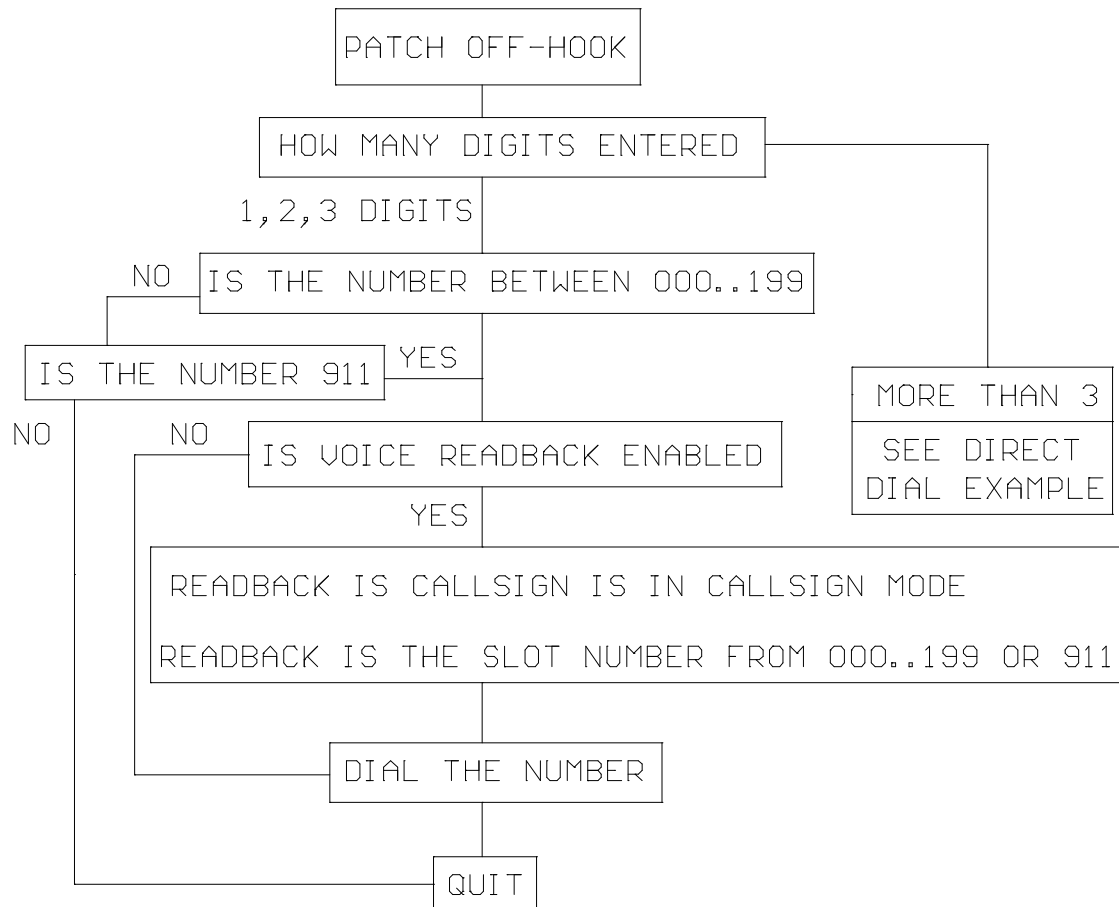 PATCH OFF-HOOK
HOW MANY DIGITS ENTERED
1,2,3 DIGITS
NO
IS THE NUMBER BETWEEN 000..199
IS THE NUMBER 911
YES
MORE THAN 3
SEE DIRECT
DIAL EXAMPLE
NO
NO
IS VOICE READBACK ENABLED
YES
READBACK IS CALLSIGN IS IN CALLSIGN MODE
READBACK IS THE SLOT NUMBER FROM 000..199 OR 911
DIAL THE NUMBER
QUIT